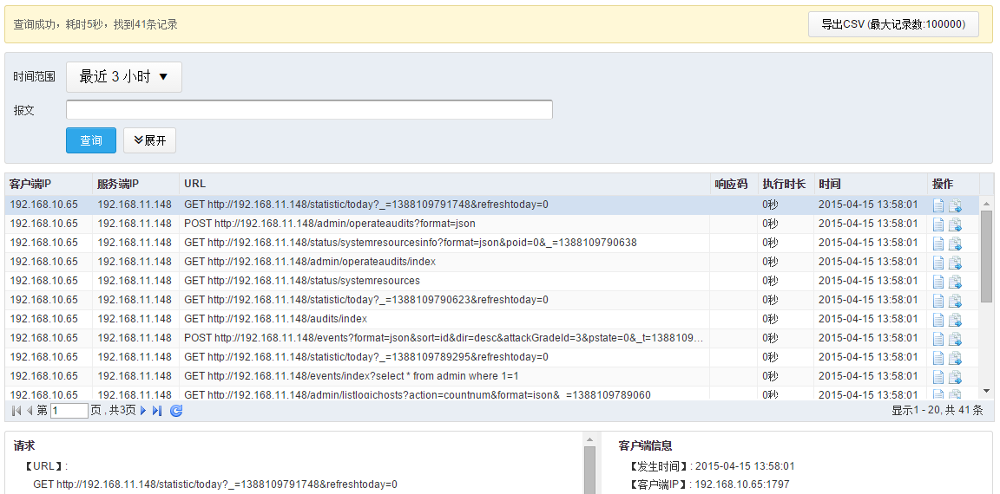 查询成功，耗时5秒，找到41条记录 导出CSV (最大记录数:100000)
时间范围 最近 3 小时 ▼
报文
查询 展开
客户端IP 服务端IP URL 响应码 执行时长 时间 操作
192.168.10.65 192.168.11.148 GET http://192.168.11.148/statistic/today?_=1388109791748&refreshtoday=0 0秒 2015-04-15 13:58:01
192.168.10.65 192.168.11.148 POST http://192.168.11.148/admin/operateaudits?format=json 0秒 2015-04-15 13:58:01
192.168.10.65 192.168.11.148 GET http://192.168.11.148/status/systemresourcesinfo?format=json&poid=0&_=1388109790638 0秒 2015-04-15 13:58:01
192.168.10.65 192.168.11.148 GET http://192.168.11.148/admin/operateaudits/index 0秒 2015-04-15 13:58:01
192.168.10.65 192.168.11.148 GET http://192.168.11.148/status/systemresources 0秒 2015-04-15 13:58:01
192.168.10.65 192.168.11.148 GET http://192.168.11.148/statistic/today?_=1388109790623&refreshtoday=0 0秒 2015-04-15 13:58:01
192.168.10.65 192.168.11.148 GET http://192.168.11.148/audits/index 0秒 2015-04-15 13:58:01
192.168.10.65 192.168.11.148 POST http://192.168.11.148/events?format=json&sort=id&dir=desc&attackGradeId=3&pstate=0&_t=1388109... 0秒 2015-04-15 13:58:01
192.168.10.65 192.168.11.148 GET http://192.168.11.148/statistic/today?_=1388109789295&refreshtoday=0 0秒 2015-04-15 13:58:01
192.168.10.65 192.168.11.148 GET http://192.168.11.148/events/index?select * from admin where 1=1 0秒 2015-04-15 13:58:01
192.168.10.65 192.168.11.148 GET http://192.168.11.148/admin/listlogichosts?action=countnum&format=json&_=1388109789060 0秒 2015-04-15 13:58:01
第 1 页 , 共3页 显示1 - 20, 共 41 条
请求 客户端信息
【URL】: 【发生时间】: 2015-04-15 13:58:01
GET http://192.168.11.148/statistic/today?_=1388109791748&refreshtoday=0 【客户端IP】: 192.168.10.65:1797